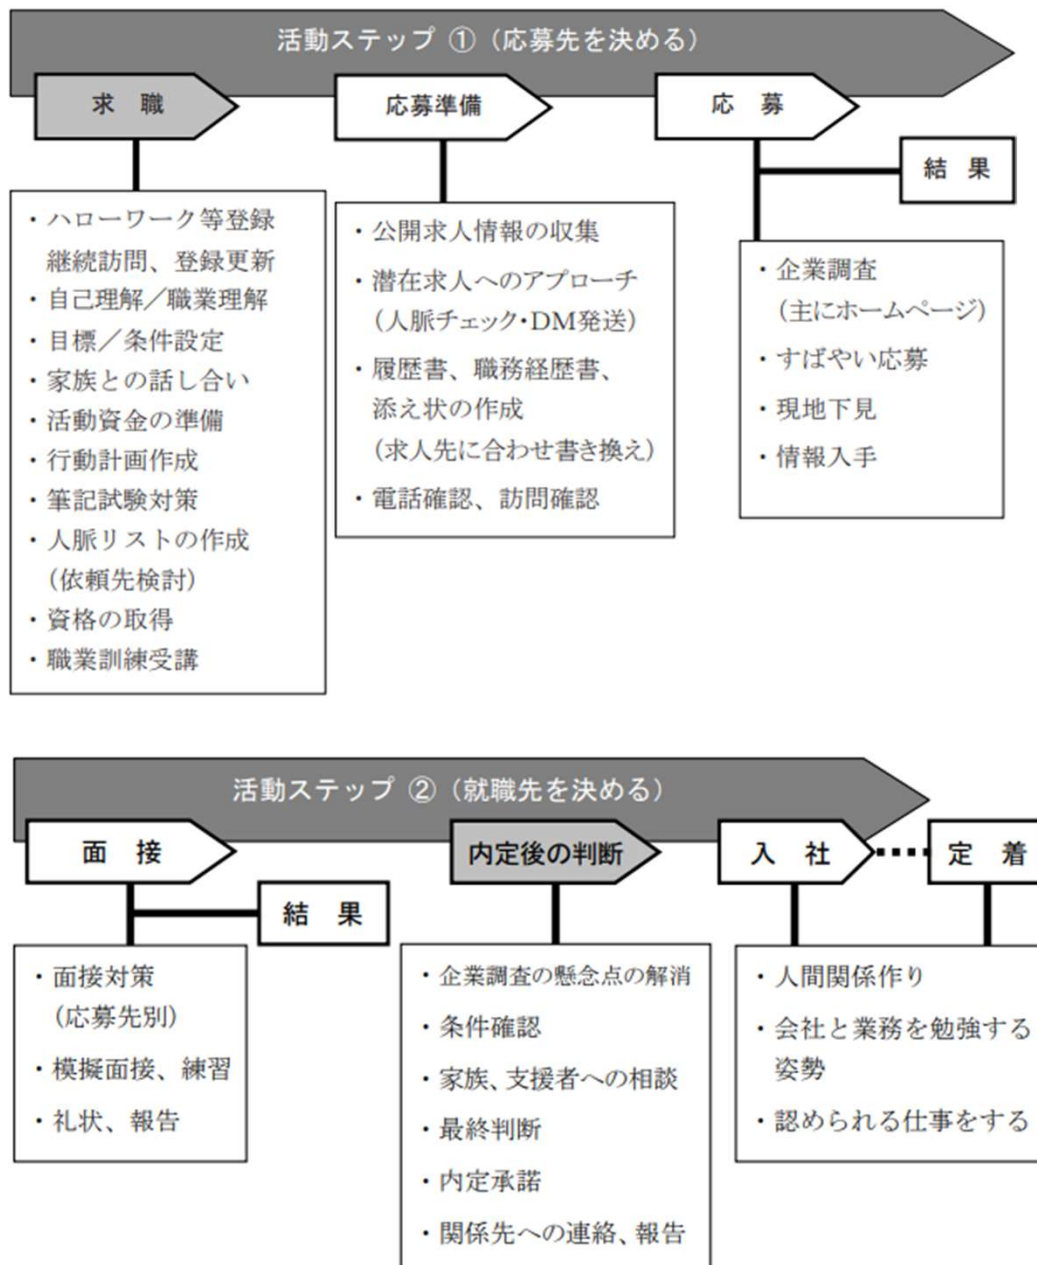 活動ステップ ①（応募先を決める）
求　職
応募準備
応　募
結　果
・ハローワーク等登録
継続訪問、登録更新
・自己理解／職業理解
・目標／条件設定
・家族との話し合い
・活動資金の準備
・行動計画作成
・筆記試験対策
・人脈リストの作成
（依頼先検討）
・資格の取得
・職業訓練受講
・公開求人情報の収集
・潜在求人へのアプローチ
（人脈チェック・DM発送）
・履歴書、職務経歴書、
添え状の作成
（求人先に合わせ書き換え）
・電話確認、訪問確認
・企業調査
（主にホームページ）
・すばやい応募
・現地下見
・情報入手
活動ステップ ②（就職先を決める）
面　接
内定後の判断
入　社
定　着
結　果
・面接対策
（応募先別）
・模擬面接、練習
・礼状、報告
・企業調査の懸念点の解消
・条件確認
・家族、支援者への相談
・最終判断
・内定承諾
・関係先への連絡、報告
・人間関係作り
・会社と業務を勉強する
姿勢
・認められる仕事をする